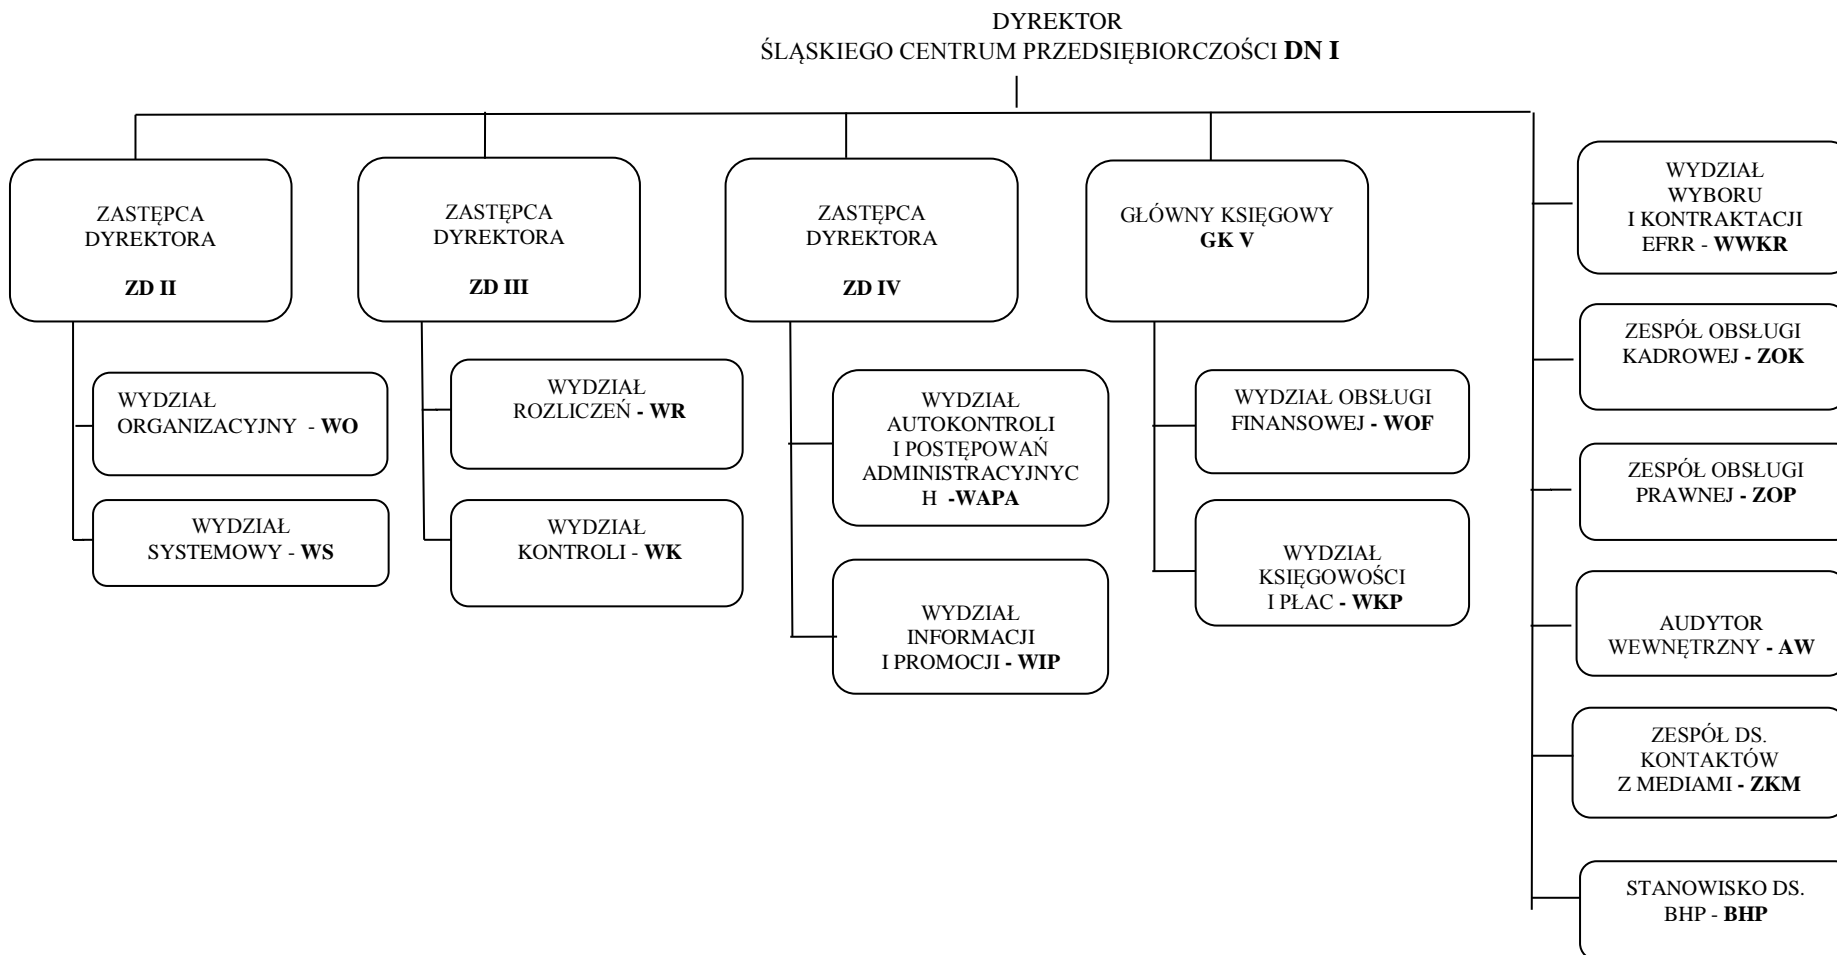 DYREKTOR
ŚLĄSKIEGO CENTRUM PRZEDSIĘBIORCZOŚCI DN I
ZASTĘPCA
DYREKTORA
ZD II
WYDZIAŁ
ORGANIZACYJNY - WO
WYDZIAŁ
SYSTEMOWY - WS
ZASTĘPCA
DYREKTORA
ZD III
WYDZIAŁ
ROZLICZEŃ - WR
WYDZIAŁ
KONTROLI - WK
ZASTĘPCA
DYREKTORA
ZD IV
WYDZIAŁ
AUTOKONTROLI
I POSTĘPOWAŃ
ADMINISTRACYJNYC
H -WAPA
WYDZIAŁ
INFORMACJI
I PROMOCJI - WIP
GŁÓWNY KSIĘGOWY
GK V
WYDZIAŁ OBSŁUGI
FINANSOWEJ - WOF
WYDZIAŁ
KSIĘGOWOŚCI
I PŁAC - WKP
WYDZIAŁ
WYBORU
I KONTRAKTACJI
EFRR - WWKR
ZESPÓŁ OBSŁUGI
KADROWEJ - ZOK
ZESPÓŁ OBSŁUGI
PRAWNEJ - ZOP
AUDYTOR
WEWNĘTRZNY - AW
ZESPÓŁ DS.
KONTAKTÓW
Z MEDIAMI - ZKM
STANOWISKO DS.
BHP - BHP